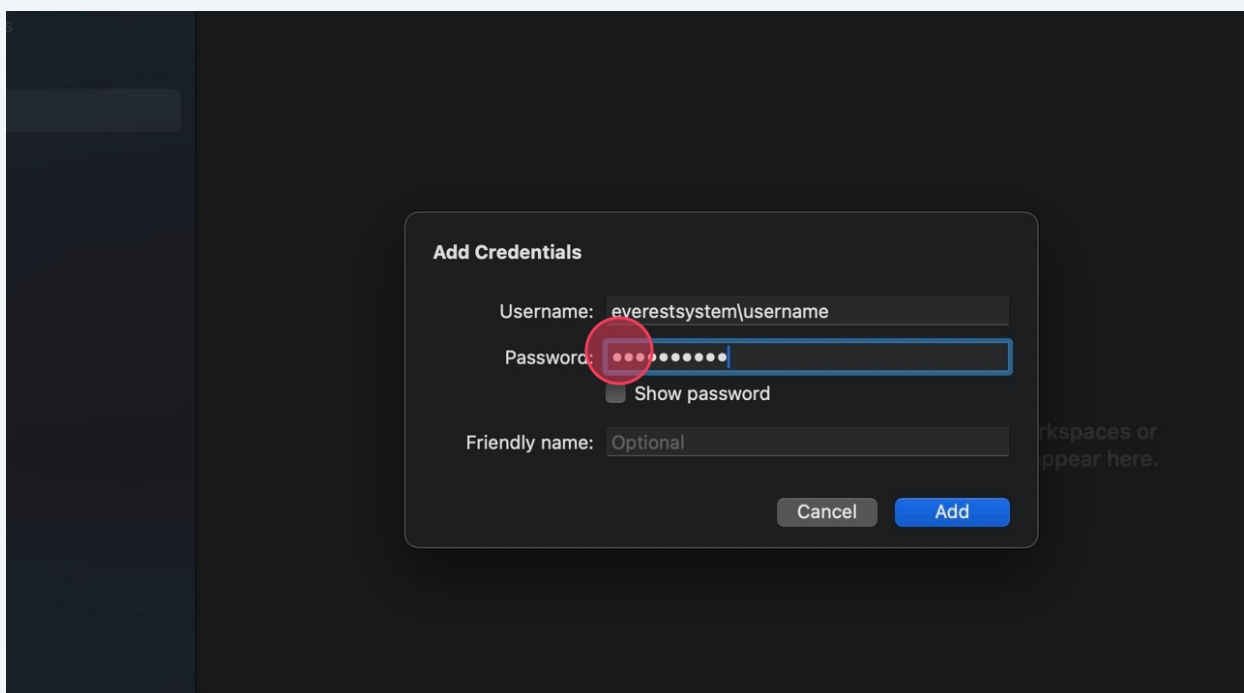 s
Add Credentials
Username: everestsystem\username
Password: ••••••••••
Show password
Friendly name: Optional
rkspaces or
ppear here.
Cancel Add